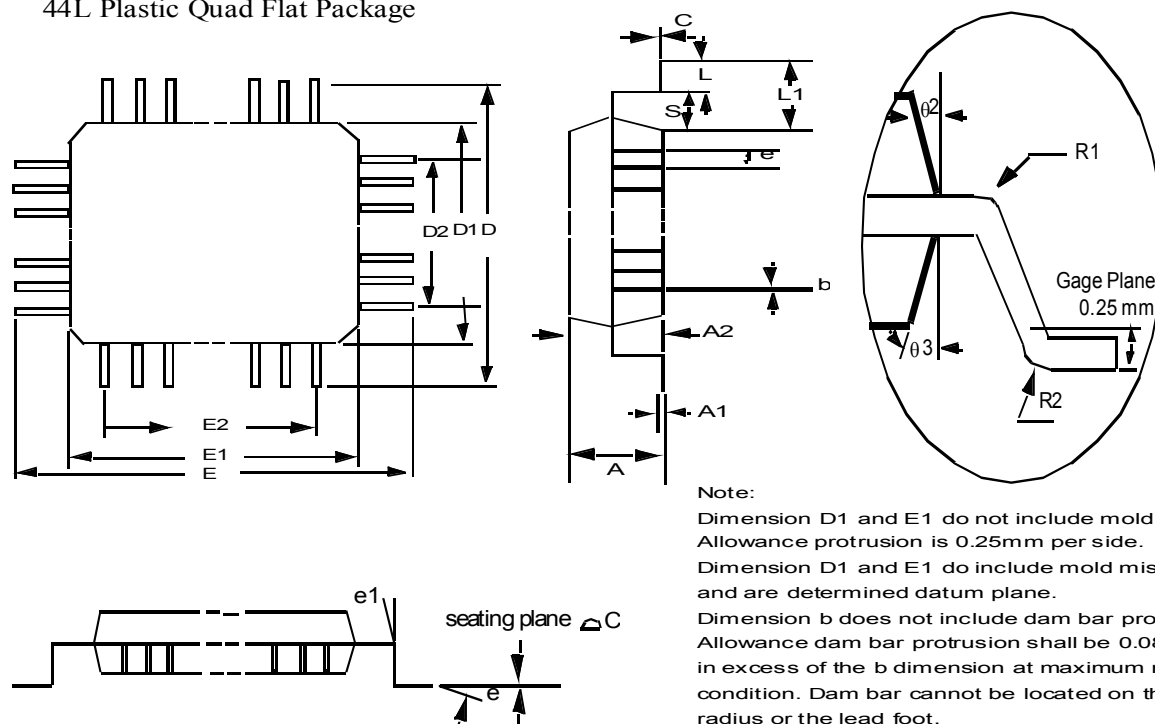 44L Plastic Quad Flat Package
C
L
L1
S
e
D2 D1 D
b
A2
A1
A
E2
E1
E
θ2
R1
Gage Plane
0.25 mm
θ3
R2
Note:
Dimension D1 and E1 do not include mold
Allowance protrusion is 0.25mm per side.
Dimension D1 and E1 do include mold mis
and are determined datum plane.
Dimension b does not include dam bar pro
Allowance dam bar protrusion shall be 0.08
in excess of the b dimension at maximum
condition. Dam bar cannot be located on th
radius or the lead foot.
e1
seating plane C
e